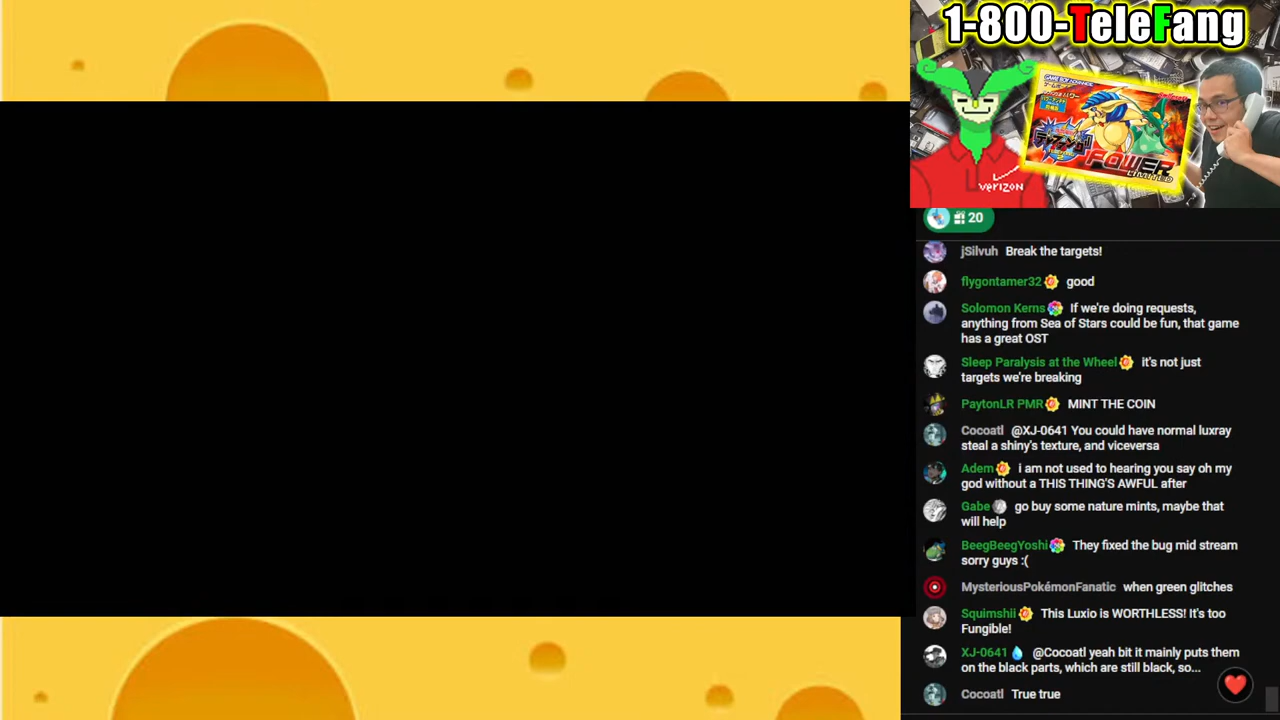 1-800-TeleFang
GAME BOY ADVANCE
POWER
LIMITED
verizon
20
jSilvuh Break the targets!
flygontamer32 good
Solomon Kerns If we're doing requests,
anything from Sea of Stars could be fun, that game
has a great OST
Sleep Paralysis at the Wheel it's not just
targets we're breaking
PaytonLR PMR MINT THE COIN
Cocoatl @XJ-0641 You could have normal luxray
steal a shiny's texture, and viceversa
Adem i am not used to hearing you say oh my
god without a THIS THING'S AWFUL after
Gabe go buy some nature mints, maybe that
will help
BeegBeegYoshi They fixed the bug mid stream
sorry guys :(
MysteriousPokémonFanatic when green glitches
Squimshii This Luxio is WORTHLESS! It's too
Fungible!
XJ-0641 @Cocoatl yeah bit it mainly puts them
on the black parts, which are still black, so...
Cocoatl True true